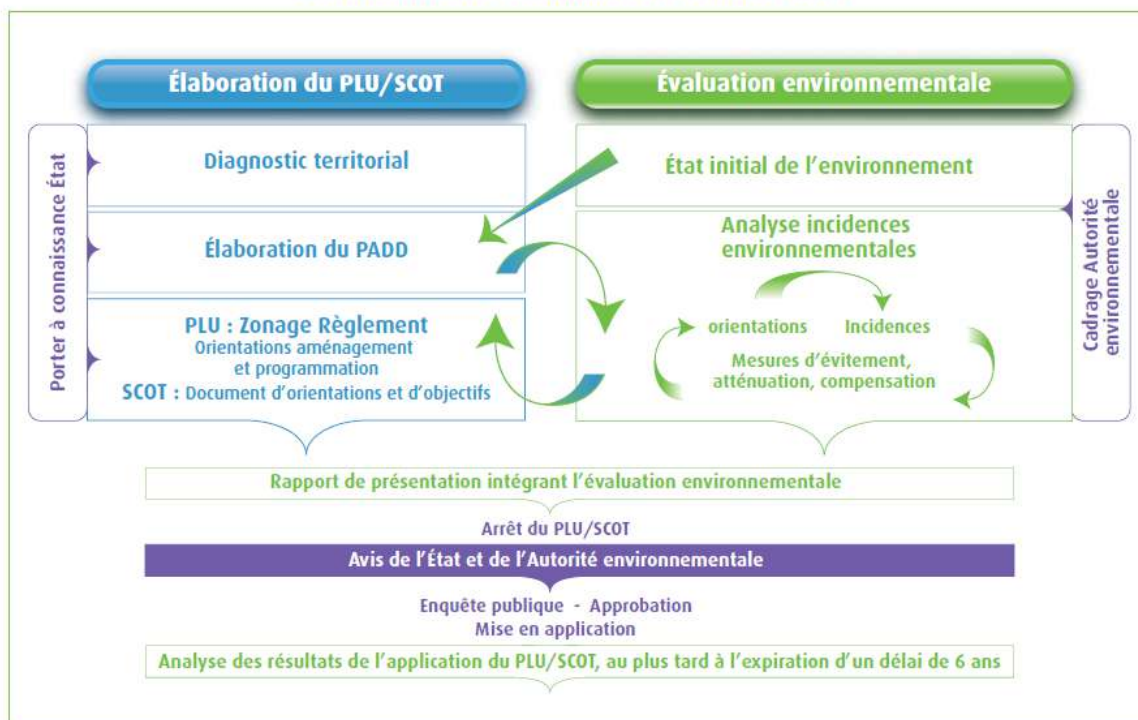 Élaboration du PLU/SCOT
Évaluation environnementale
Porter à connaissance État
Diagnostic territorial
Élaboration du PADD
PLU : Zonage Règlement
Orientations aménagement
et programmation
SCOT : Document d'orientations et d'objectifs
État initial de l'environnement
Analyse incidences
environnementales
orientations
Incidences
Mesures d'évitement,
atténuation, compensation
Cadrage Autorité
environnementale
Rapport de présentation intégrant l'évaluation environnementale
Arrêt du PLU/SCOT
Avis de l'État et de l'Autorité environnementale
Enquête publique - Approbation
Mise en application
Analyse des résultats de l'application du PLU/SCOT, au plus tard à l'expiration d'un délai de 6 ans